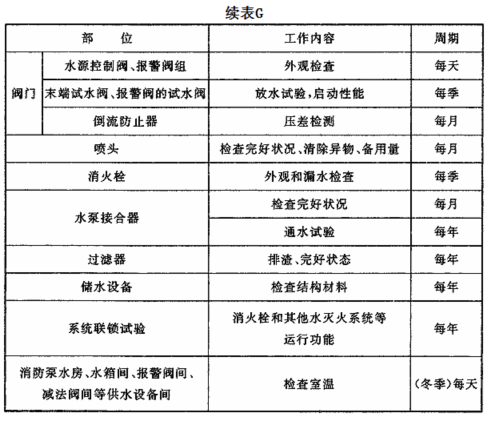 续表G
部 位 工作内容 周期
阀门 水源控制阀、报警阀组 外观检查 每天
末端试水阀、报警阀的试水阀 放水试验,启动性能 每季
倒流防止器 压差检测 每月
喷头 检查完好状况、清除异物、备用量 每月
消火栓 外观和漏水检查 每季
水泵接合器 检查完好状况 每月
通水试验 每年
过滤器 排渣、完好状态 每年
储水设备 检查结构材料 每年
系统联锁试验 消火栓和其他水灭火系统等
运行功能 每年
消防泵水房、水箱间、报警阀间、
减法阀间等供水设备间 检查室温 (冬季)每天